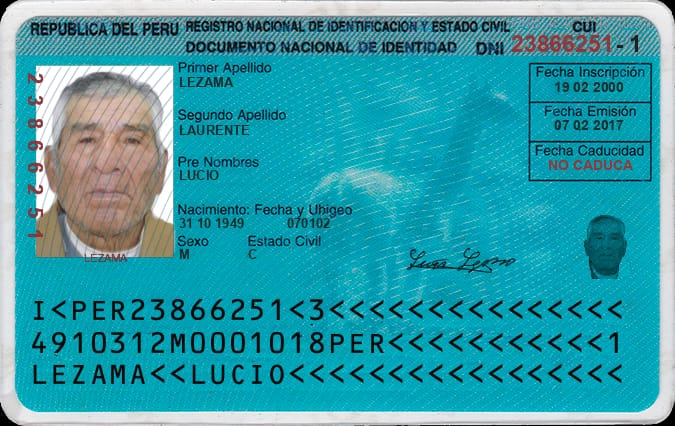 REPUBLICA DEL PERU REGISTRO NACIONAL DE IDENTIFICACION Y ESTADO CIVIL CUI
DOCUMENTO NACIONAL DE IDENTIDAD DNI 23866251 - 1
23866251
Primer Apellido
LEZAMA
Segundo Apellido
LAURENTE
Pre Nombres
LUCIO
Nacimiento: Fecha y Ubigeo
31 10 1949 070102
Sexo Estado Civil
M C
Fecha Inscripción
19 02 2000
Fecha Emisión
07 02 2017
Fecha Caducidad
NO CADUCA
LEZAMA
I<PER23866251<3<<<<<<<<<<<<<<<
4910312M0001018PER<<<<<<<<<<<1
LEZAMA<<LUCIO<<<<<<<<<<<<<<<<<